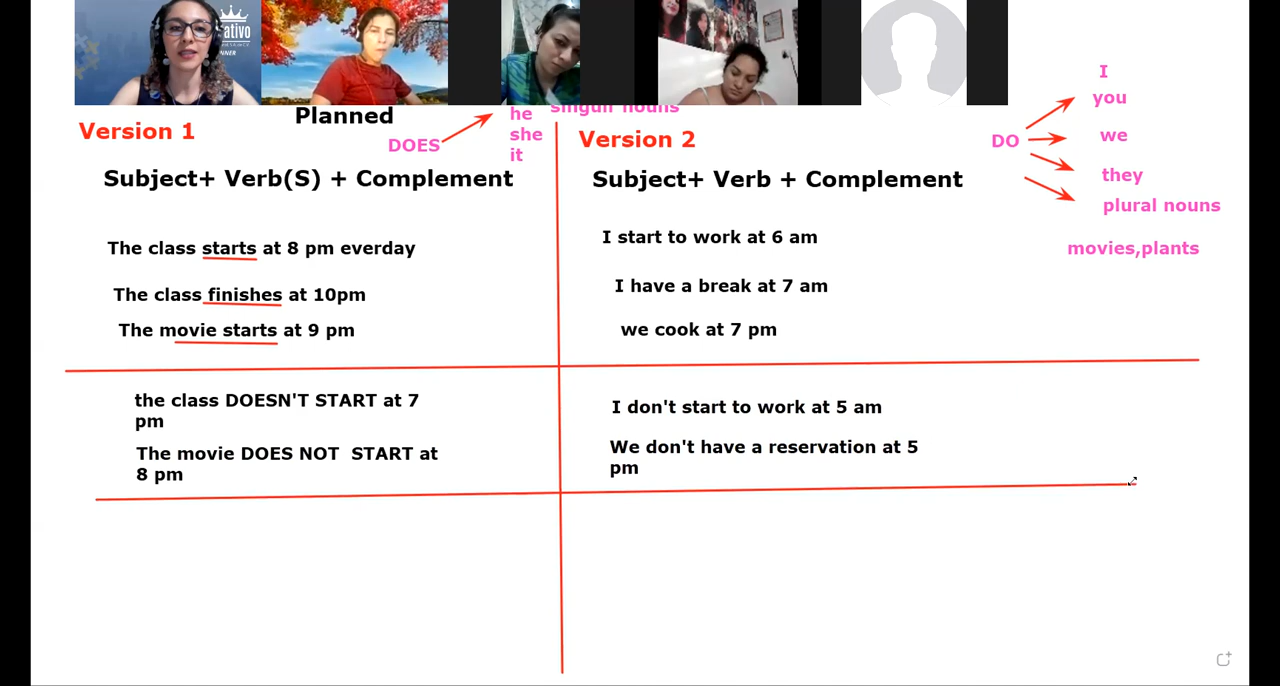 ativo
NNER
Planned
singulr nouns
Version 1
DOES
he
she
it
Version 2
DO
I
you
we
they
plural nouns
movies,plants
Subject+ Verb(S) + Complement
Subject+ Verb + Complement
The class starts at 8 pm everday
The class finishes at 10pm
The movie starts at 9 pm
I start to work at 6 am
I have a break at 7 am
we cook at 7 pm
the class DOESN'T START at 7
pm
The movie DOES NOT START at
8 pm
I don't start to work at 5 am
We don't have a reservation at 5
pm